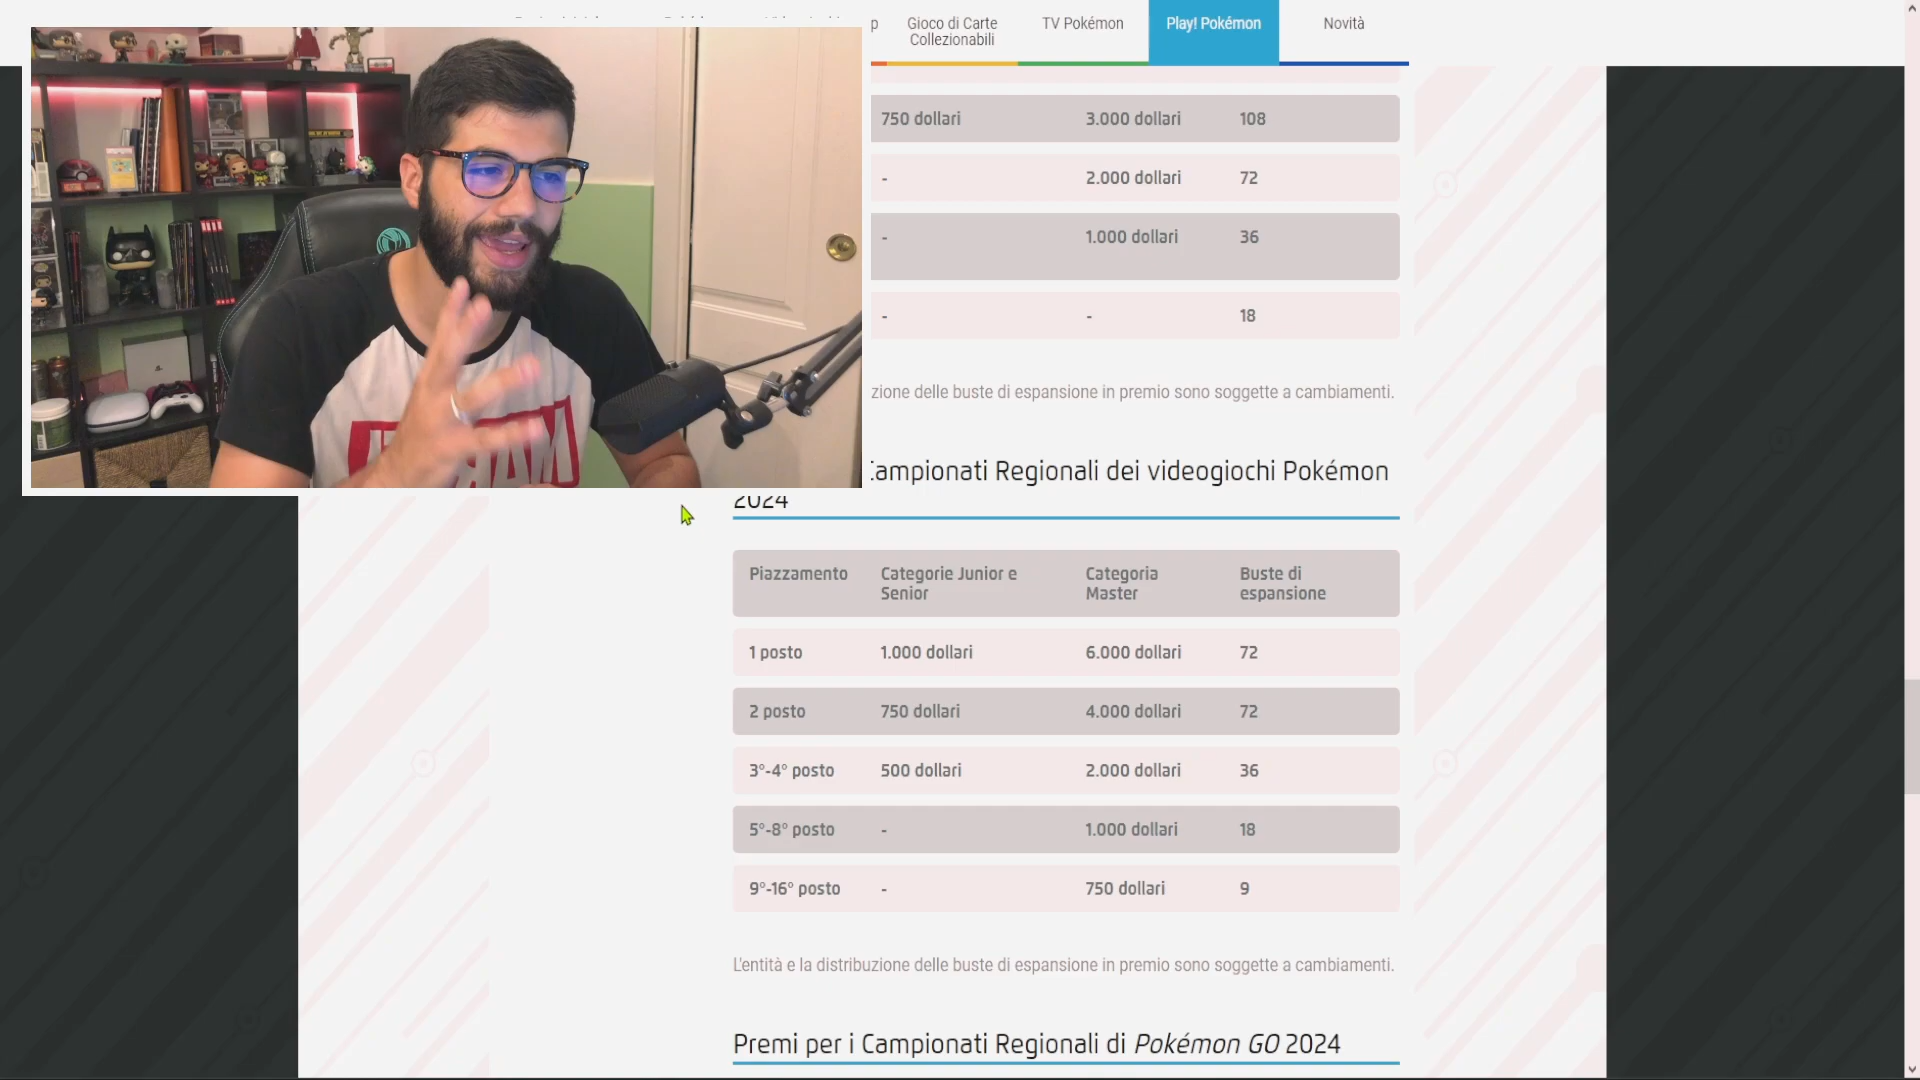 Gioco di Carte
Collezionabili
TV Pokémon
Play! Pokémon
Novità
750 dollari 3.000 dollari 108
- 2.000 dollari 72
- 1.000 dollari 36
- - 18
zione delle buste di espansione in premio sono soggette a cambiamenti.
Campionati Regionali dei videogiochi Pokémon
2024
Piazzamento Categorie Junior e Senior Categoria Master Buste di espansione
1 posto 1.000 dollari 6.000 dollari 72
2 posto 750 dollari 4.000 dollari 72
3°-4° posto 500 dollari 2.000 dollari 36
5°-8° posto - 1.000 dollari 18
9°-16° posto - 750 dollari 9
L'entità e la distribuzione delle buste di espansione in premio sono soggette a cambiamenti.
Premi per i Campionati Regionali di Pokémon GO 2024